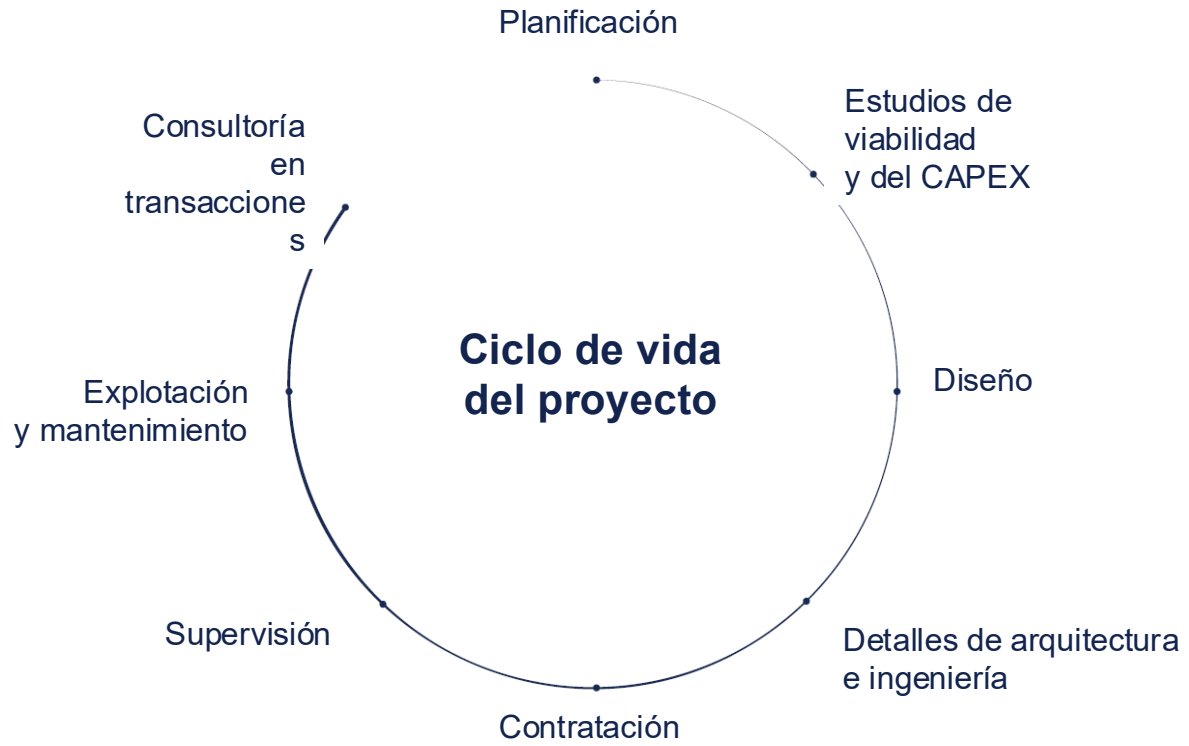 Planificación
Estudios de
viabilidad
y del CAPEX
Diseño
Detalles de arquitectura
e ingeniería
Contratación
Supervisión
Explotación
y mantenimiento
Consultoría
en
transaccione
s
Ciclo de vida
del proyecto